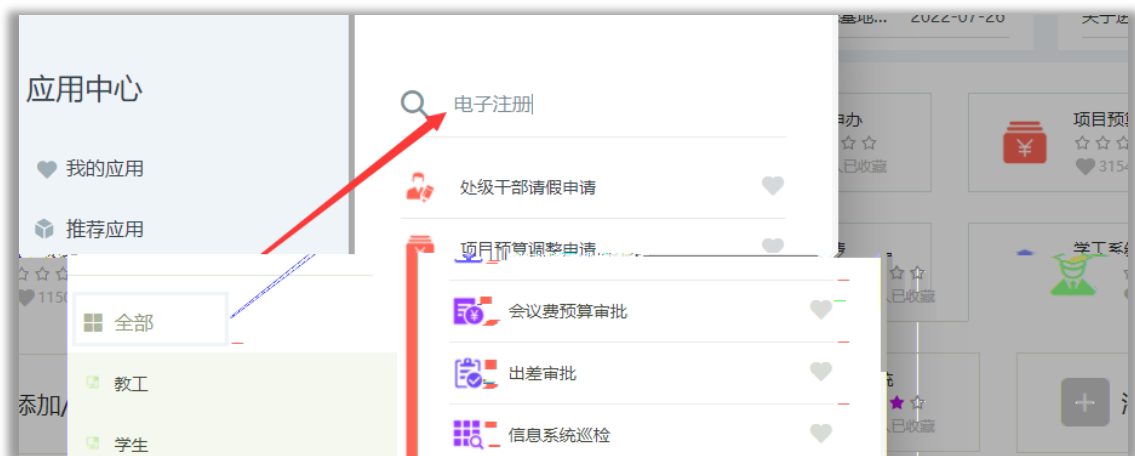 应用中心
我的应用
推荐应用
电子注册
处级干部请假申请
项目预算调整申请
2022-07-26
项目预
3154
已收藏
115
全部
教工
学生
会议费预算审批
出差审批
信息系统巡检
学工系
已收藏
已收藏
添加/